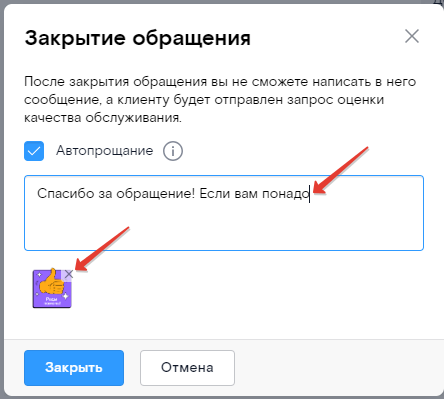 Закрытие обращения
После закрытия обращения вы не сможете написать в него
сообщение, а клиенту будет отправлен запрос оценки
качества обслуживания.
Автопрощание
Спасибо за обращение! Если вам понадо
Рады
Закрыть
Отмена